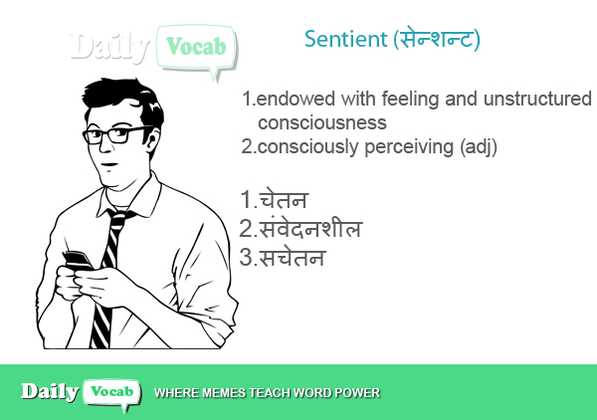 Daily Vocab
Sentient (सेन्शन्ट)
1.endowed with feeling and unstructured
consciousness
2.consciously perceiving (adj)
1.चेतन
2.संवेदनशील
3.सचेतन
Daily Vocab WHERE MEMES TEACH WORD POWER